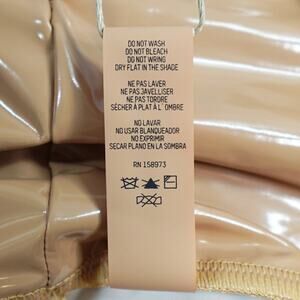 DO NOT WASH
DO NOT BLEACH
DO NOT WRING
DRY FLAT IN THE SHADE
NE PAS LAVER
NE PAS JAVELLISER
NE PAS TORDRE
SÉCHER À PLAT À L'OMBRE
NO LAVAR
NO USAR BLANQUEADOR
NO EXPRIMIR
SECAR PLANO EN LA SOMBRA
RN 158973